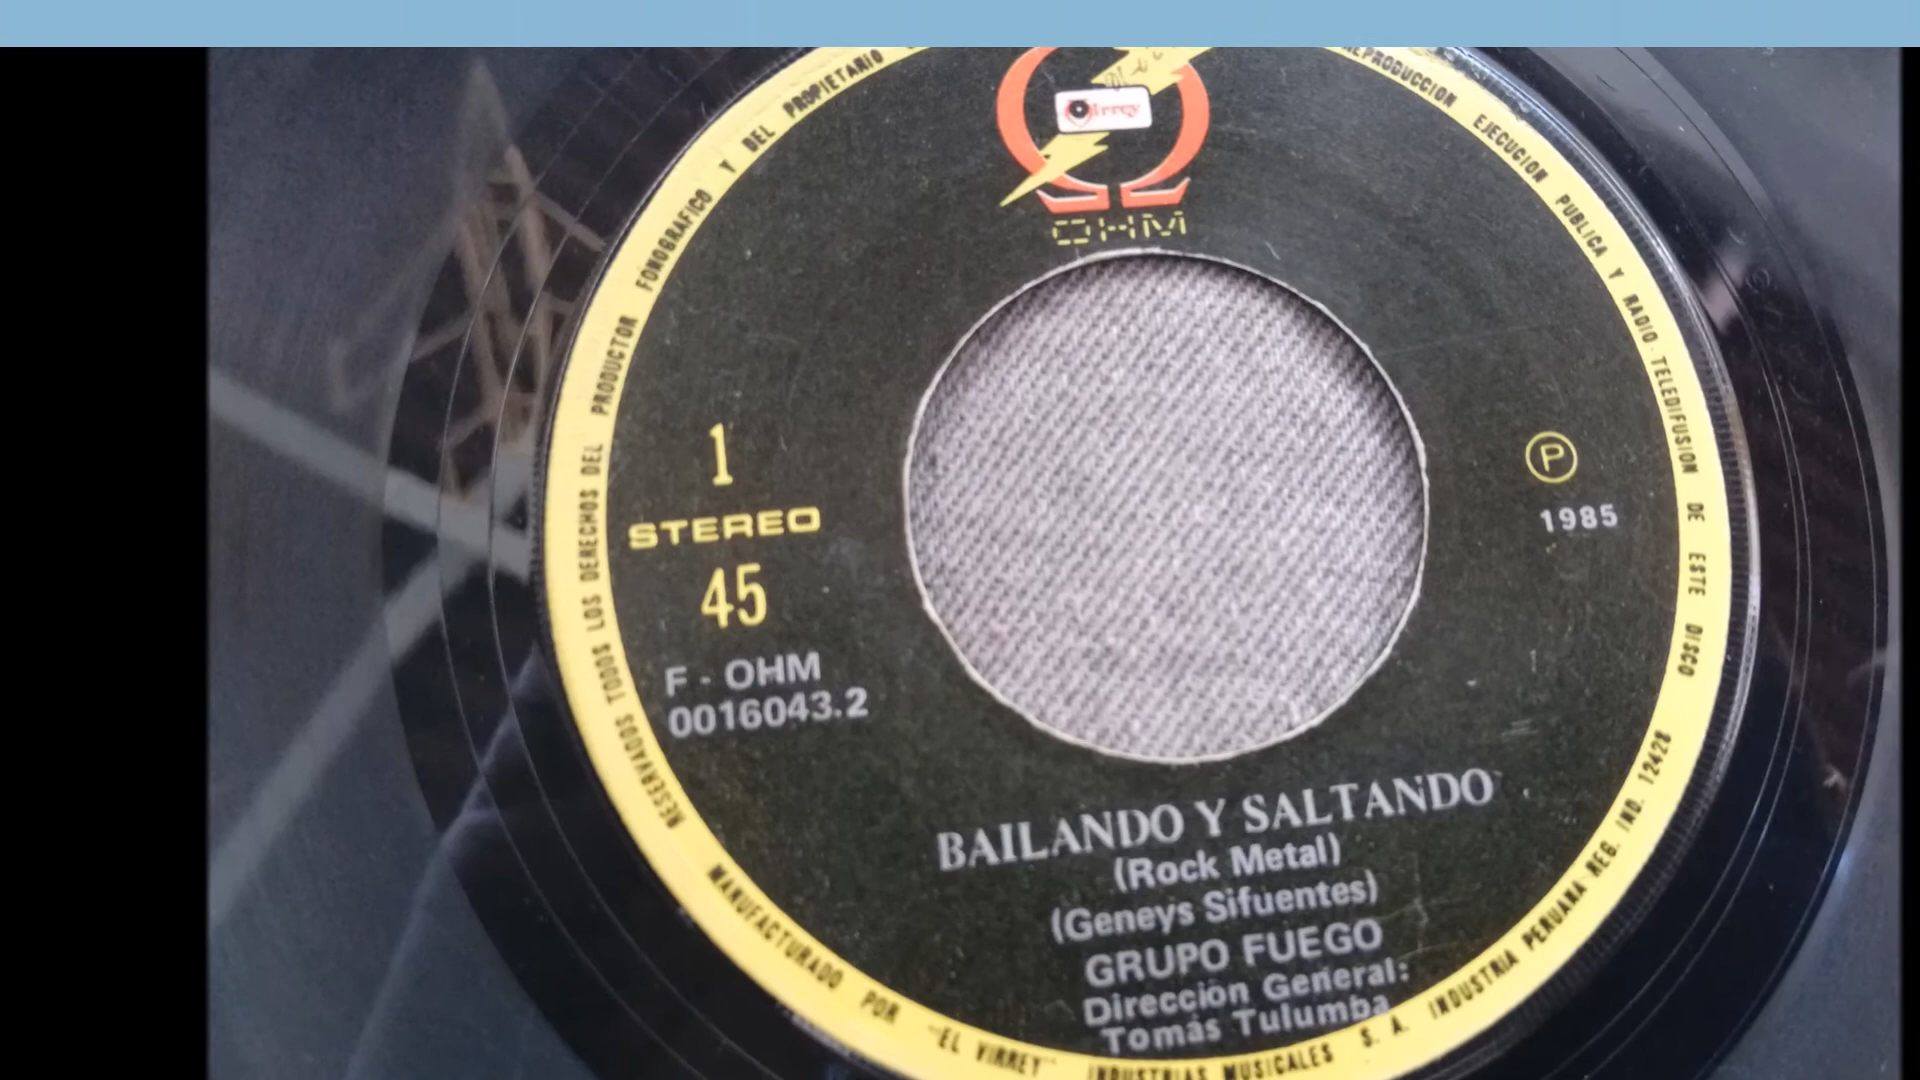 RESERVADOS TODOS LOS DERECHOS DEL PRODUCTOR FONOGRAFICO Y DEL PROPIETARIO
REPRODUCCION EJECUCION PUBLICA Y RADIO-TELEDIFUSION DE ESTE DISCO
Virrey
OHM
1
STEREO
45
F - OHM
0016043.2
P
1985
BAILANDO Y SALTANDO
(Rock Metal)
(Geneys Sifuentes)
GRUPO FUEGO
Dirección General:
Tomás Tulumba
MANUFACTURADO POR "EL VIRREY" INDUSTRIAS MUSICALES S. A. INDUSTRIA PERUANA REG. IND. 12428